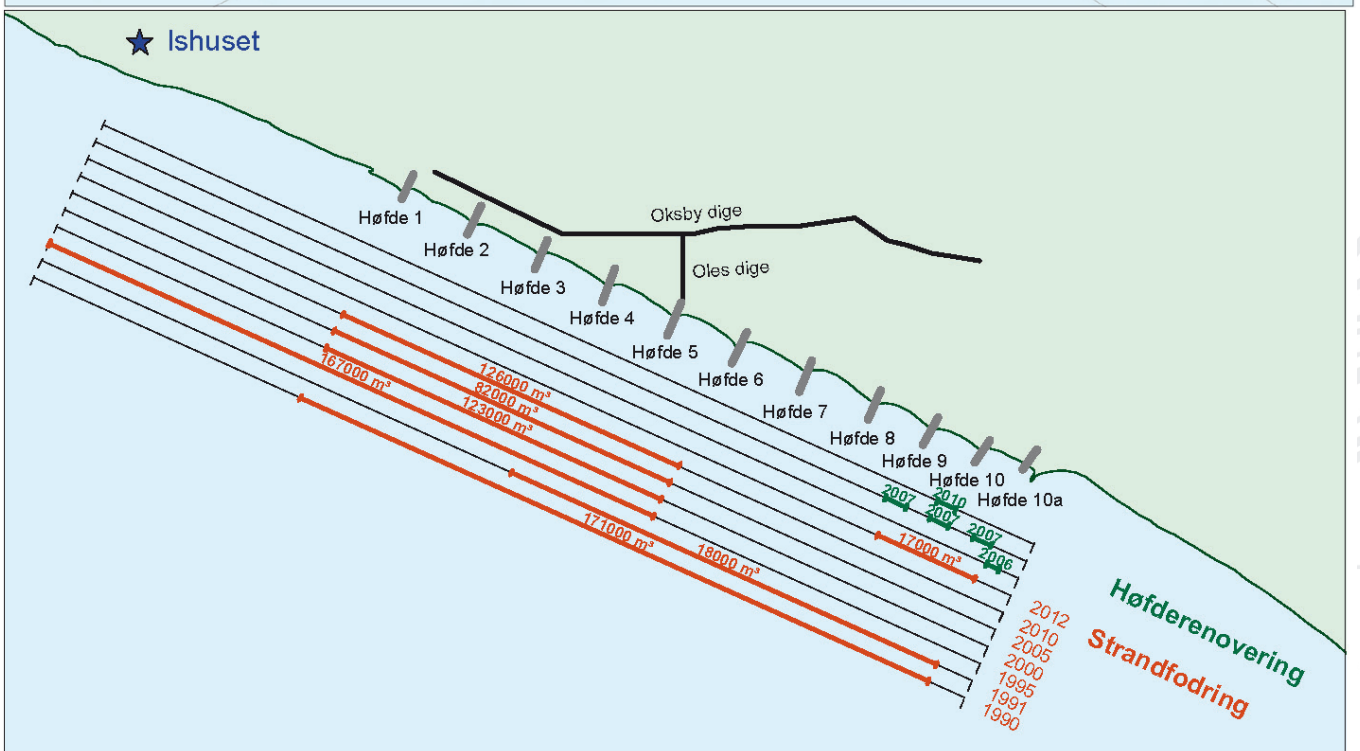 Ishuset
Oksby dige
Oles dige
Høfde 1
Høfde 2
Høfde 3
Høfde 4
Høfde 5
Høfde 6
Høfde 7
Høfde 8
Høfde 9
Høfde 10
Høfde 10a
126000 m³
82000 m³
123000 m³
167000 m³
171000 m³
18000 m³
17000 m³
2007
2010
2007
2007
2006
2012
2010
2005
2000
1995
1991
1990
Høfderenovering
Strandfodring